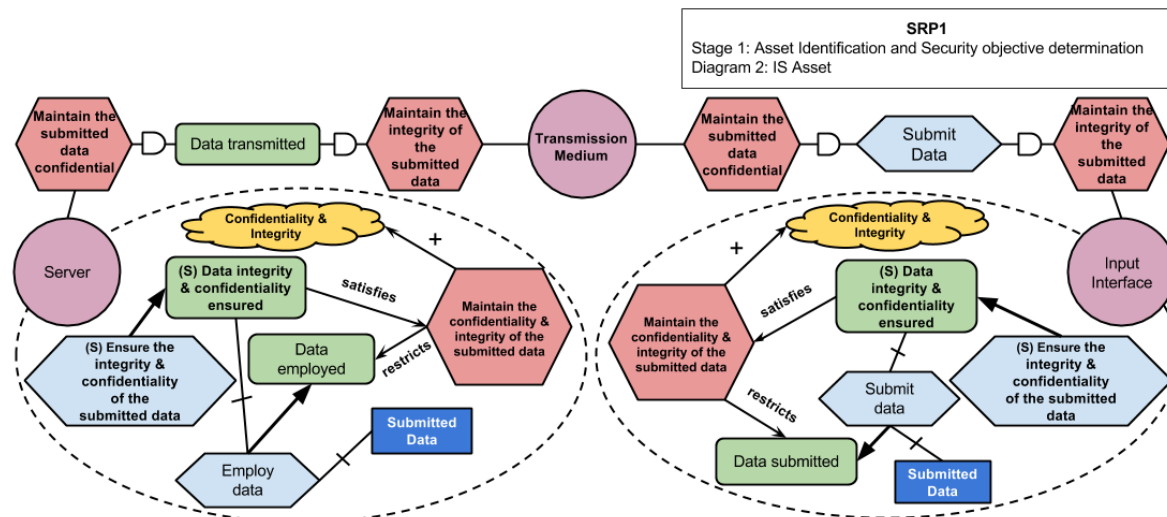 SRP1
Stage 1: Asset Identification and Security objective determination
Diagram 2: IS Asset
Maintain the
submitted
data
confidential
Data transmitted
Maintain the
integrity of
the
submitted
data
Transmission
Medium
Maintain the
submitted
data
confidential
Submit
Data
Maintain the
integrity of
the
submitted
data
Server
Confidentiality &
Integrity
+
(S) Data integrity
& confidentiality
ensured
satisfies
Maintain the
confidentiality &
integrity of the
submitted data
restricts
Data
employed
(S) Ensure the
integrity &
confidentiality
of the
submitted data
Submitted
Data
Employ
data
Confidentiality &
Integrity
+
Input
Interface
(S) Data
integrity &
confidentiality
ensured
satisfies
Maintain the
confidentiality &
integrity of the
submitted data
(S) Ensure the
integrity &
confidentiality
of the submitted
data
Submit
data
restricts
Data submitted
Submitted
Data